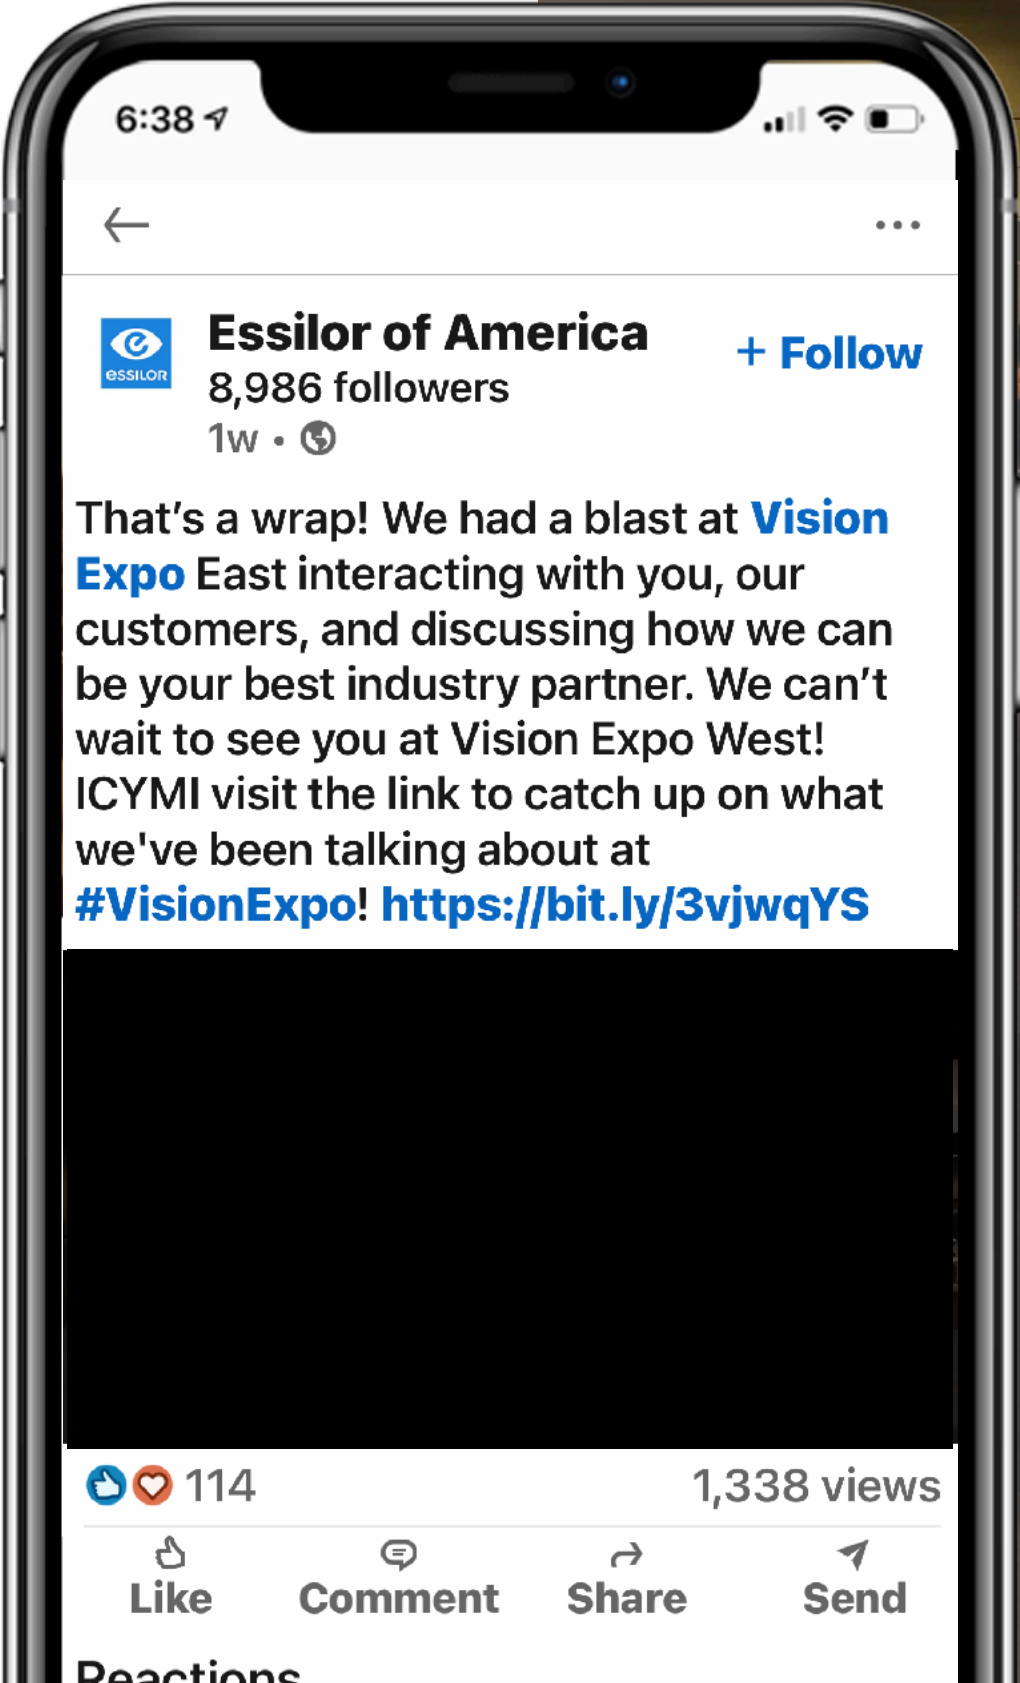 6:38
Essilor of America
+ Follow
essilor
8,986 followers
1w •
That’s a wrap! We had a blast at Vision
Expo East interacting with you, our
customers, and discussing how we can
be your best industry partner. We can’t
wait to see you at Vision Expo West!
ICYMI visit the link to catch up on what
we've been talking about at
#VisionExpo! https://bit.ly/3vjwqYS
114
1,338 views
Like
Comment
Share
Send
Reactions